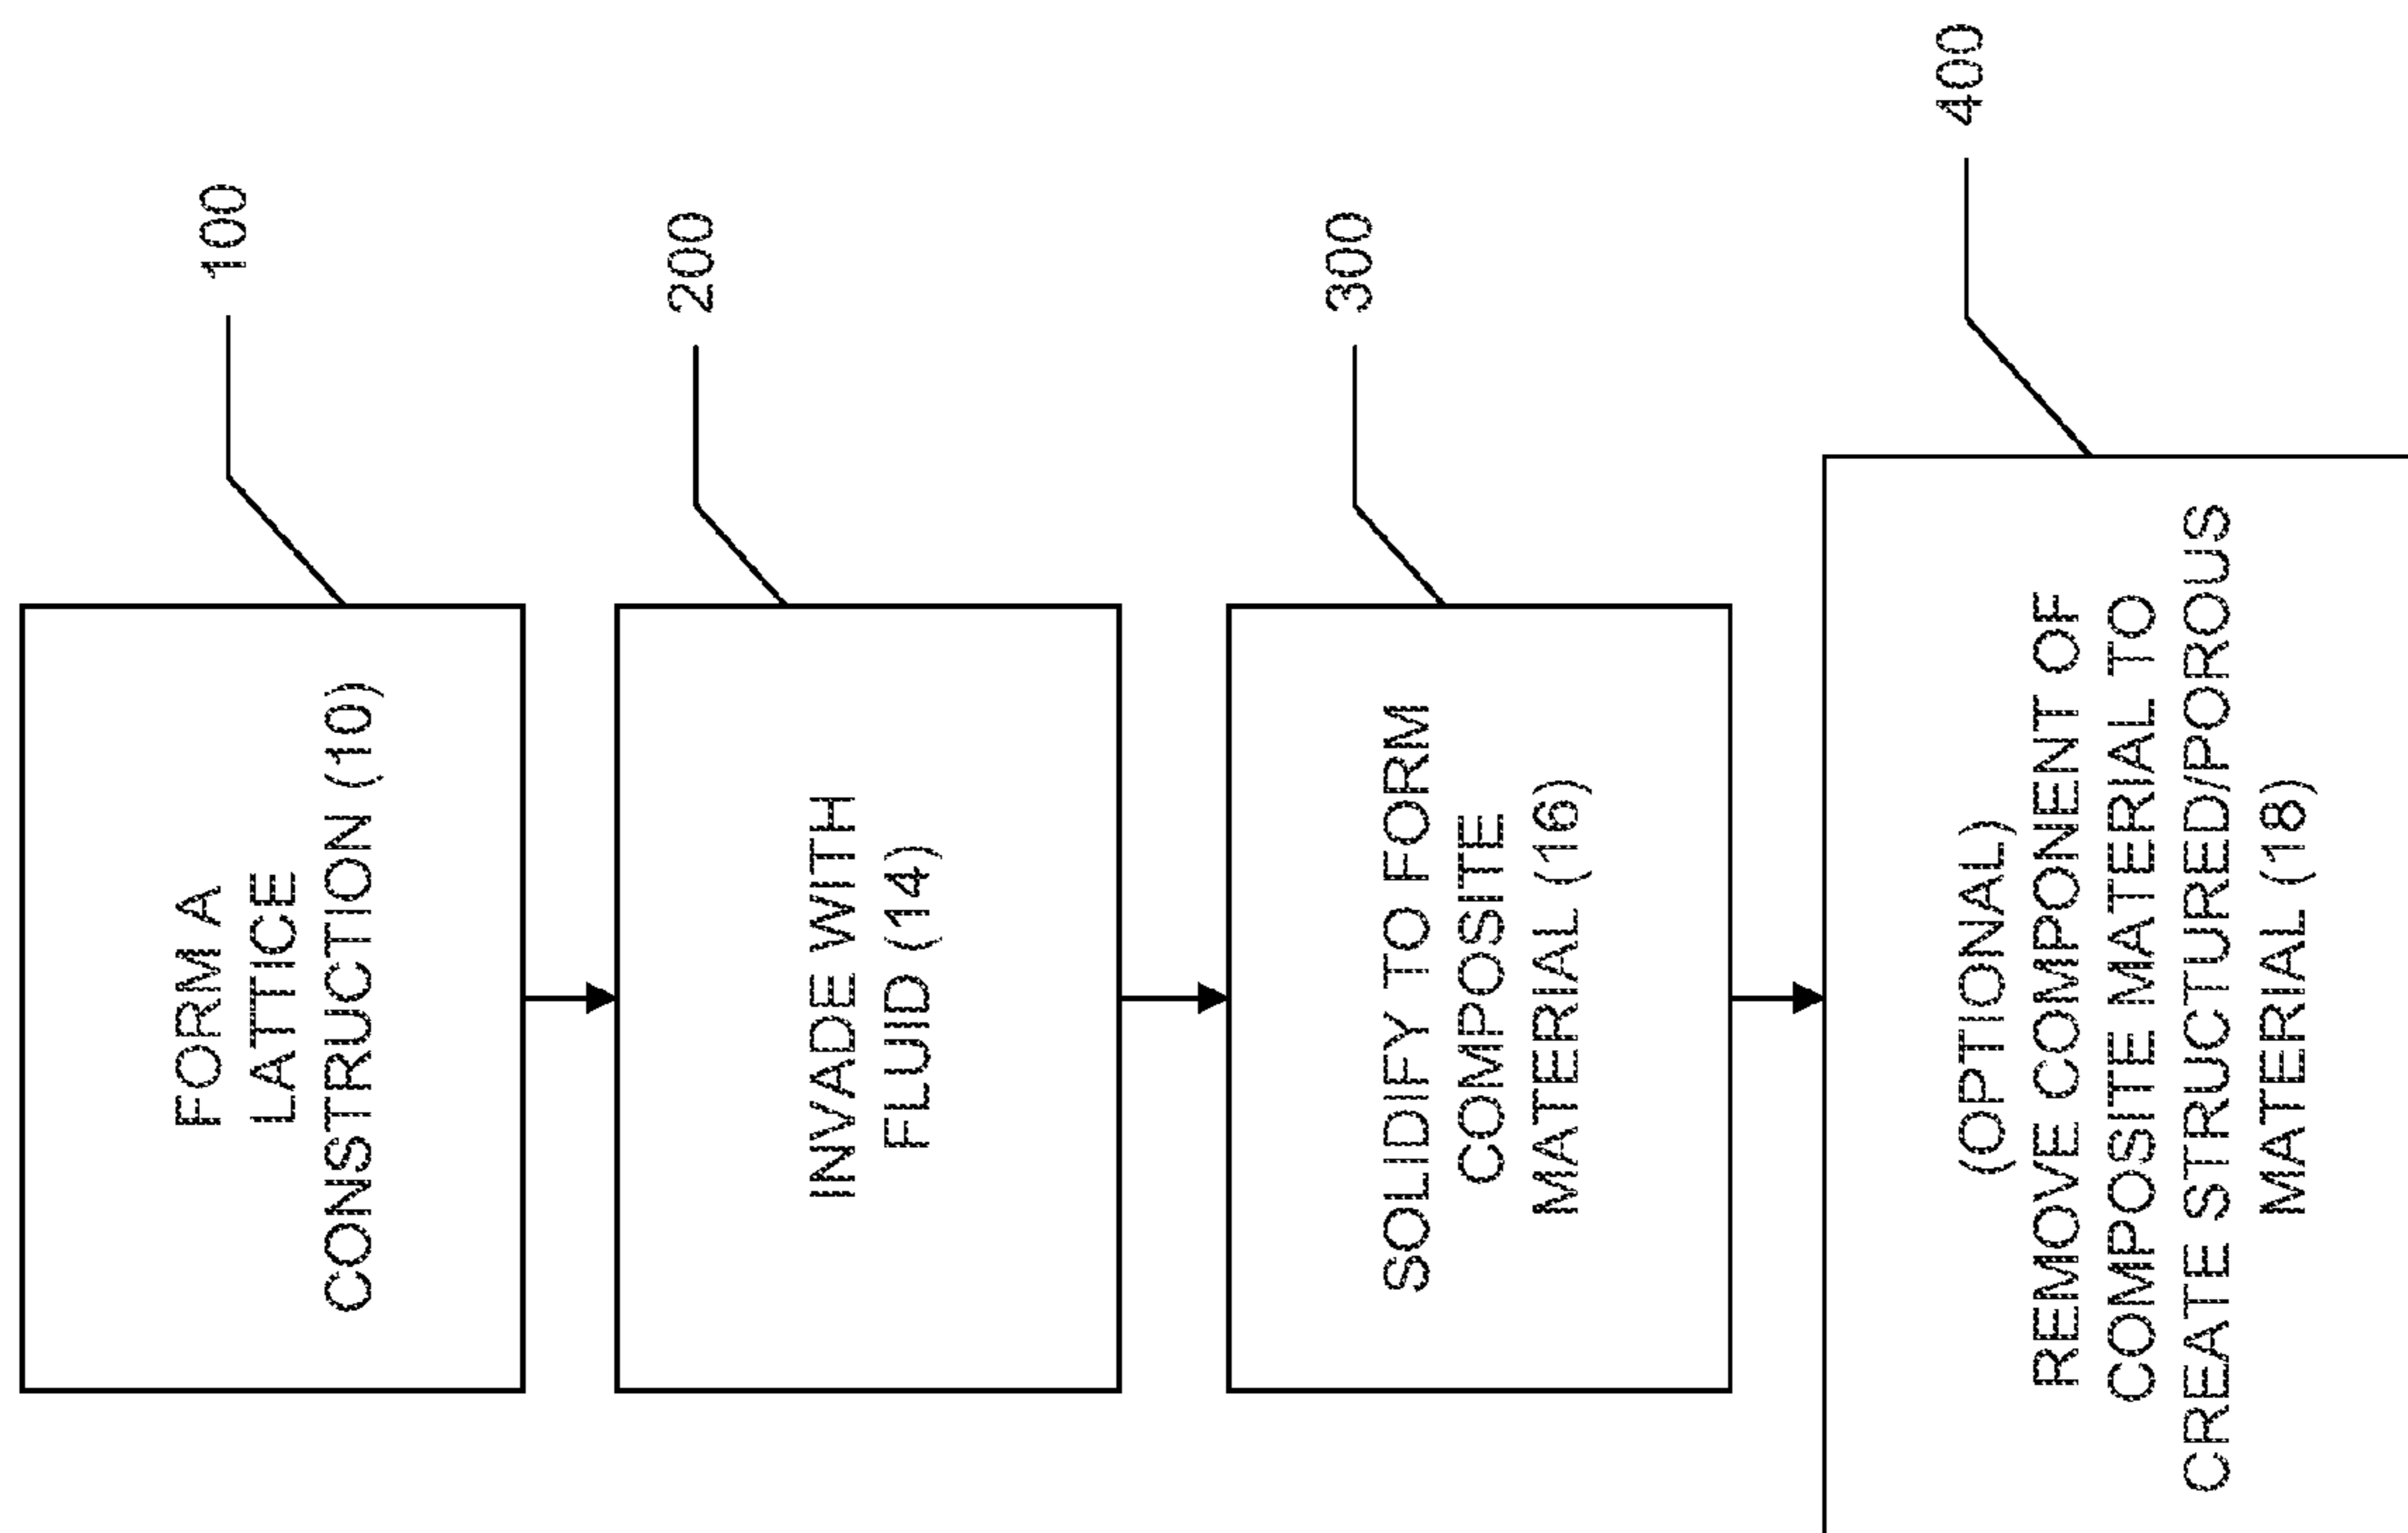 FORM A
LATTICE
CONSTRUCTION (10)
100
INVADE WITH
FLUID (14)
200
SOLIDIFY TO FORM
COMPOSITE
MATERIAL (16)
300
(OPTIONAL)
REMOVE COMPONENT OF
COMPOSITE MATERIAL TO
CREATE STRUCTURED/POROUS
MATERIAL (18)
400